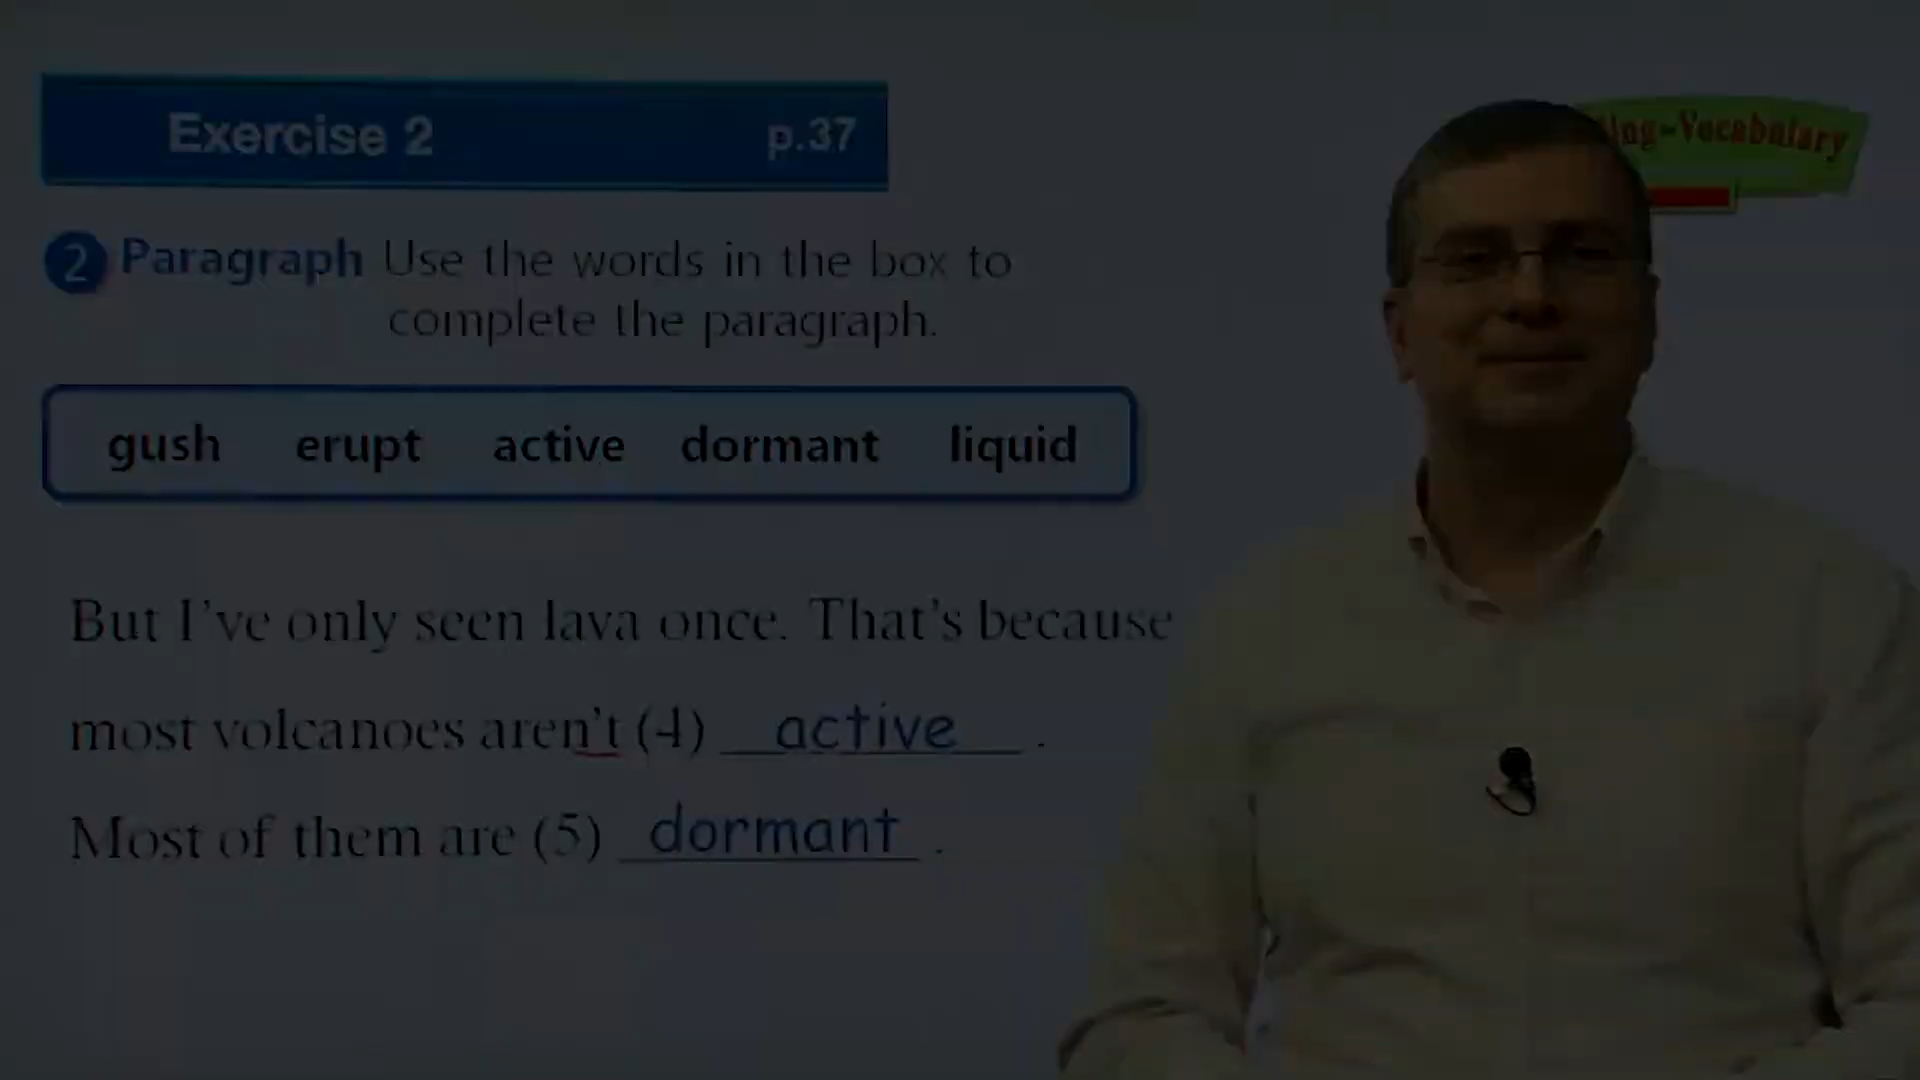 Exercise 2 p.37
ing-Vocabulary
2 Paragraph Use the words in the box to
complete the paragraph.
gush erupt active dormant liquid
But I've only seen lava once. That's because
most volcanoes aren't (4) active .
Most of them are (5) dormant .